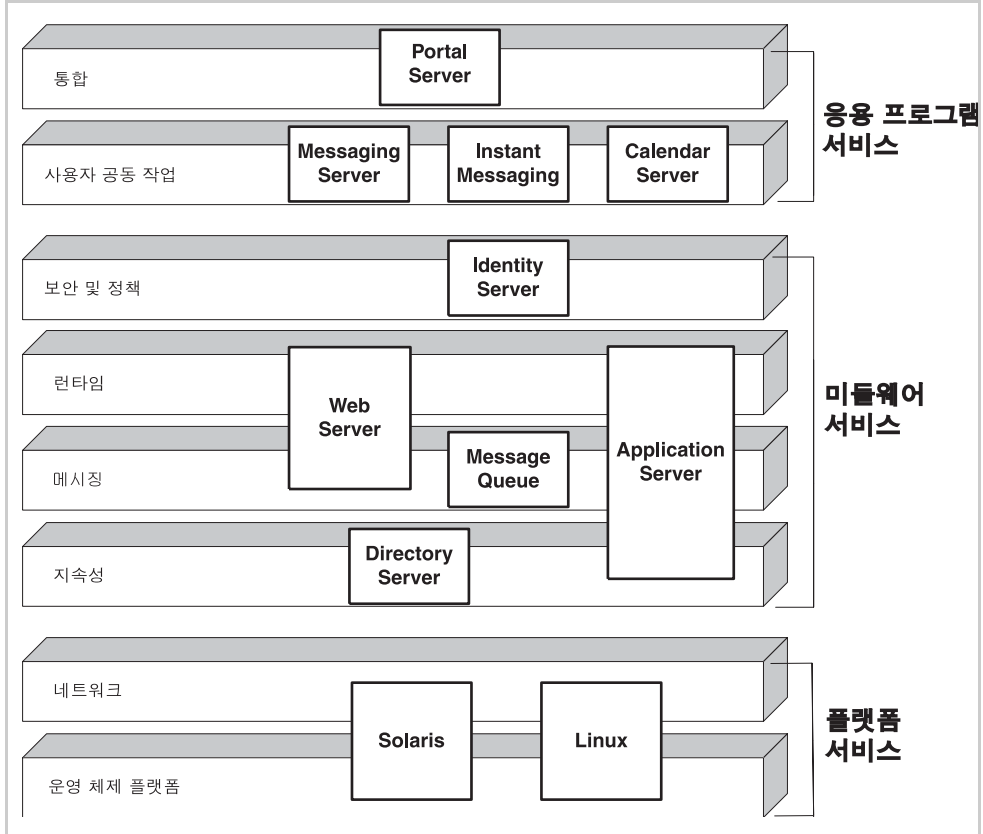 Portal
Server
통합
응용 프로그램
서비스
Messaging
Server
Instant
Messaging
Calendar
Server
사용자 공동 작업
Identity
Server
보안 및 정책
런타임
Web
Server
미들웨어
서비스
Application
Server
Message
Queue
메시징
Directory
Server
지속성
네트워크
Solaris
Linux
플랫폼
서비스
운영 체제 플랫폼